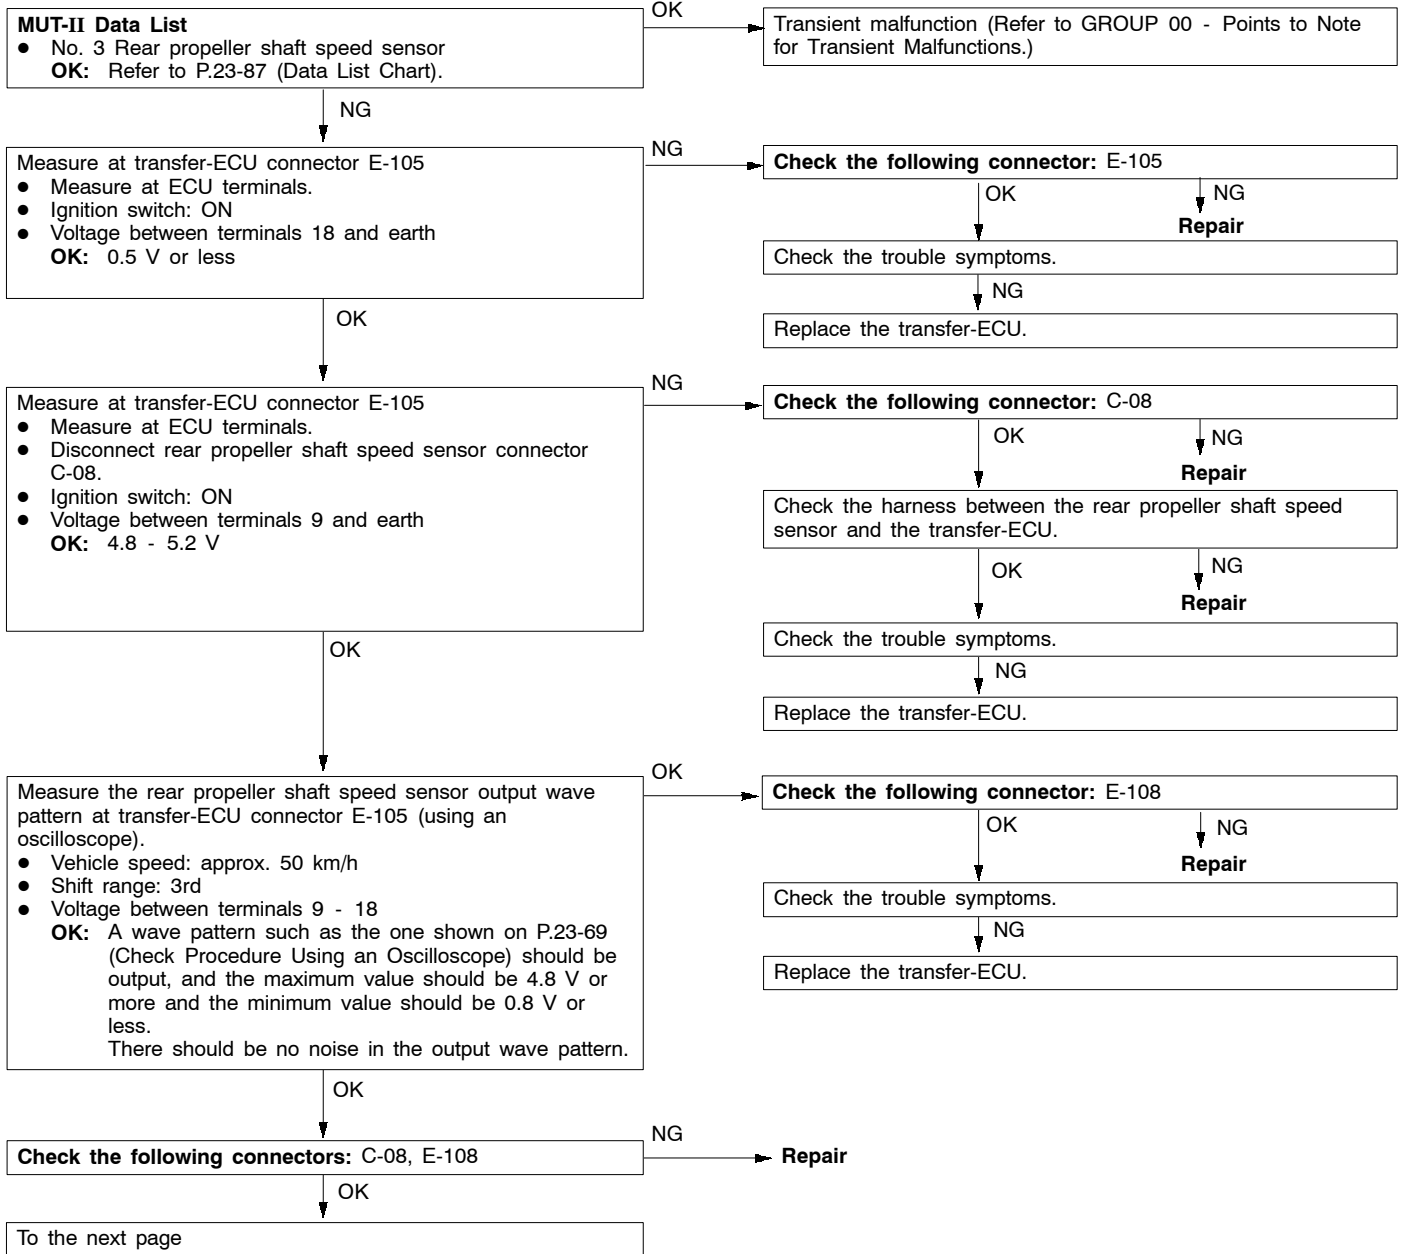 MUT-II Data List
● No. 3 Rear propeller shaft speed sensor
OK: Refer to P.23-87 (Data List Chart).
OK
Transient malfunction (Refer to GROUP 00 - Points to Note
for Transient Malfunctions.)
NG
Measure at transfer-ECU connector E-105
● Measure at ECU terminals.
● Ignition switch: ON
● Voltage between terminals 18 and earth
OK: 0.5 V or less
NG
Check the following connector: E-105
OK
NG
Repair
Check the trouble symptoms.
NG
Replace the transfer-ECU.
OK
Measure at transfer-ECU connector E-105
● Measure at ECU terminals.
● Disconnect rear propeller shaft speed sensor connector
C-08.
● Ignition switch: ON
● Voltage between terminals 9 and earth
OK: 4.8 - 5.2 V
NG
Check the following connector: C-08
OK
NG
Repair
Check the harness between the rear propeller shaft speed
sensor and the transfer-ECU.
OK
NG
Repair
Check the trouble symptoms.
NG
Replace the transfer-ECU.
OK
Measure the rear propeller shaft speed sensor output wave
pattern at transfer-ECU connector E-105 (using an
oscilloscope).
● Vehicle speed: approx. 50 km/h
● Shift range: 3rd
● Voltage between terminals 9 - 18
OK: A wave pattern such as the one shown on P.23-69
(Check Procedure Using an Oscilloscope) should be
output, and the maximum value should be 4.8 V or
more and the minimum value should be 0.8 V or
less.
There should be no noise in the output wave pattern.
OK
Check the following connector: E-108
OK
NG
Repair
Check the trouble symptoms.
NG
Replace the transfer-ECU.
OK
Check the following connectors: C-08, E-108
NG
Repair
OK
To the next page